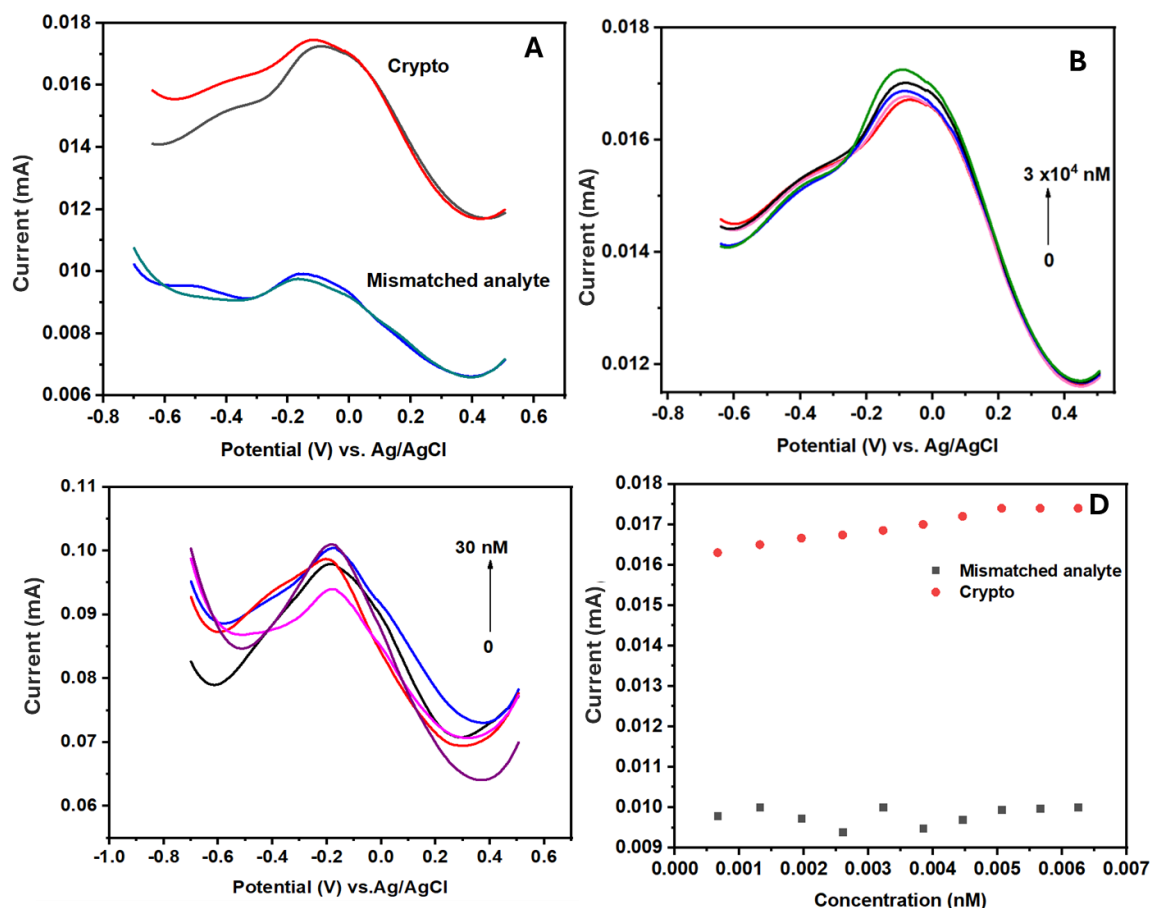 A
Crypto
Mismatched analyte
0.018
0.016
014
012
010
0.008
0.006
Current (mA)
-0.8 -0.6 -0.4 -0.2 0.0 0.2 0.4 0.6
Potential (V) vs. Ag/AgCl
B
3 x10⁴ nM
0
0.018
0.016
0.014
0.012
Current (mA)
-0.8 -0.6 -0.4 -0.2 0.0 0.2 0.4
Potential (V) vs. Ag/AgCl
30 nM
0
0.11
0.10
0.09
0.08
0.07
0.06
Current (mA)
-1.0 -0.8 -0.6 -0.4 -0.2 0.0 0.2 0.4 0.6
Potential (V) vs.Ag/AgCl
D
Mismatched analyte
Crypto
0.018
0.017
0.016
0.015
0.014
0.013
0.012
0.011
0.010
0.009
Current (mA)
0.000 0.001 0.002 0.003 0.004 0.005 0.006 0.007
Concentration (nM)